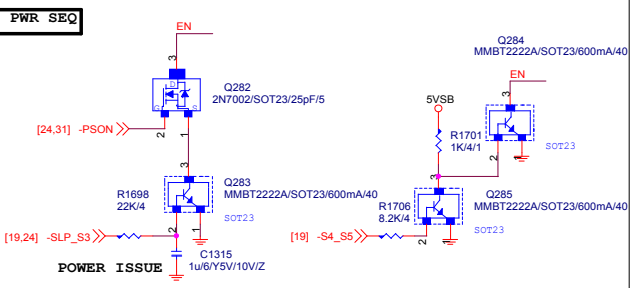 PWR SEQ
EN
3
D
G
S
Q282
2N7002/SOT23/25pF/5
[24,31] -PSON
2
1
3
Q283
MMBT2222A/SOT23/600mA/40
R1698
22K/4
SOT23
[19,24] -SLP_S3
2
1
C1315
1u/6/Y5V/10V/Z
POWER ISSUE
Q284
MMBT2222A/SOT23/600mA/40
EN
3
5VSB
R1701
1K/4/1
SOT23
2
1
3
Q285
MMBT2222A/SOT23/600mA/40
R1706
8.2K/4
SOT23
[19] -S4_S5
2
1